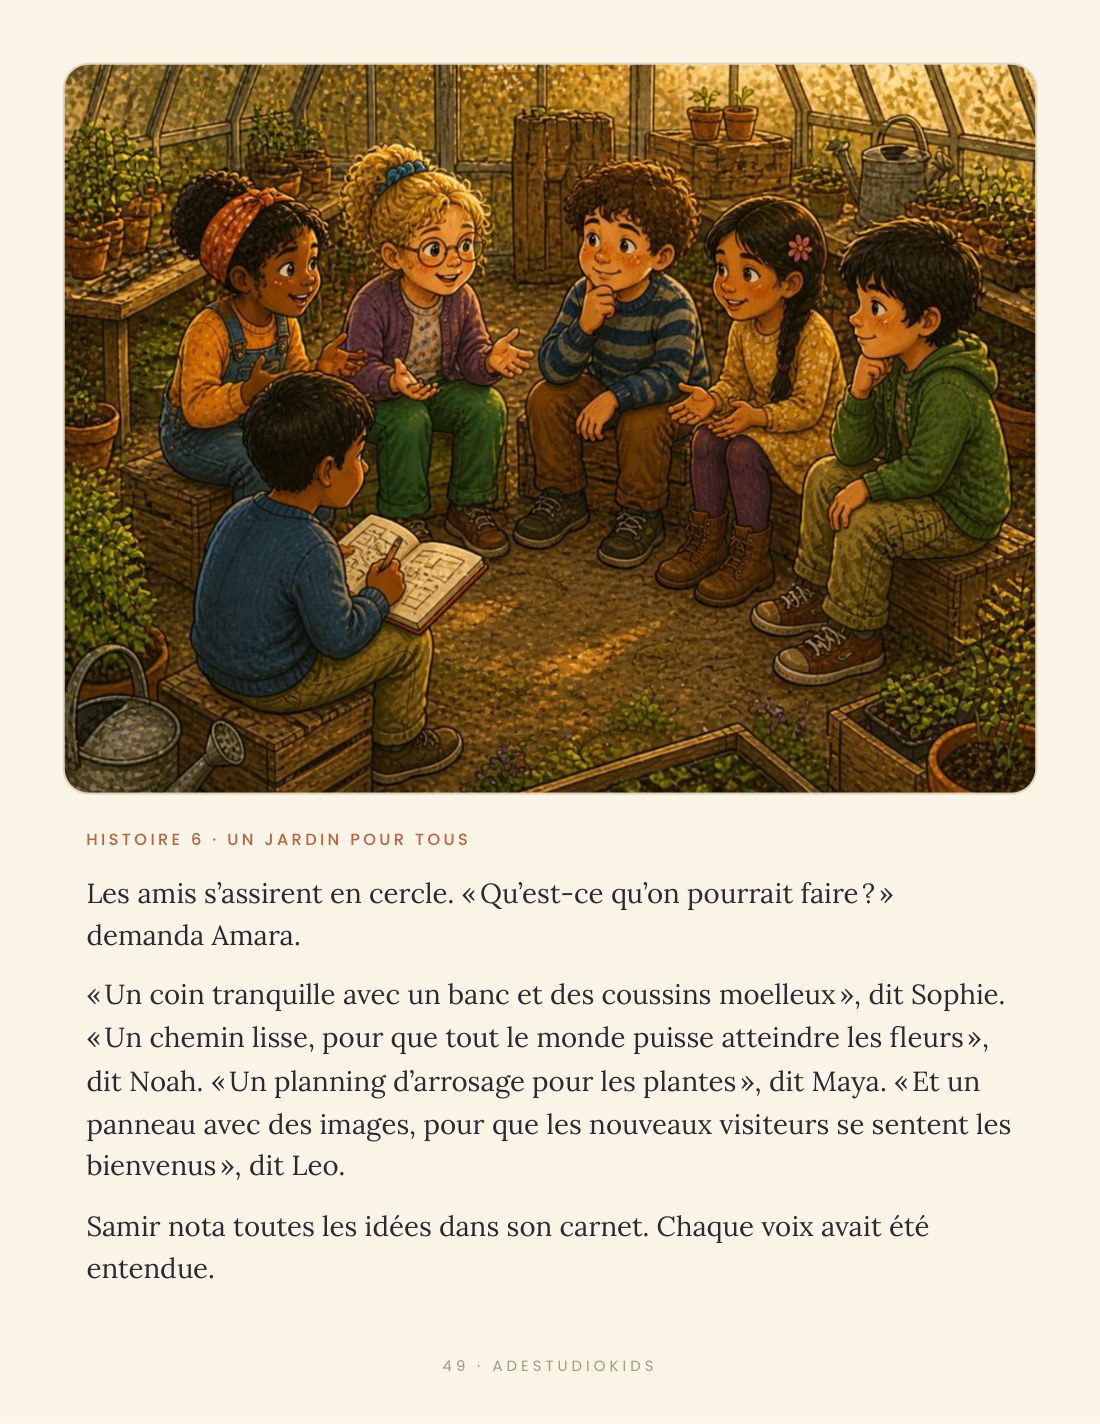 HISTOIRE 6 · UN JARDIN POUR TOUS
Les amis s’assirent en cercle. « Qu’est-ce qu’on pourrait faire ? »
demanda Amara.
« Un coin tranquille avec un banc et des coussins moelleux », dit Sophie.
« Un chemin lisse, pour que tout le monde puisse atteindre les fleurs »,
dit Noah. « Un planning d’arrosage pour les plantes », dit Maya. « Et un
panneau avec des images, pour que les nouveaux visiteurs se sentent les
bienvenus », dit Leo.
Samir nota toutes les idées dans son carnet. Chaque voix avait été
entendue.
49 · ADESTUDIOKIDS